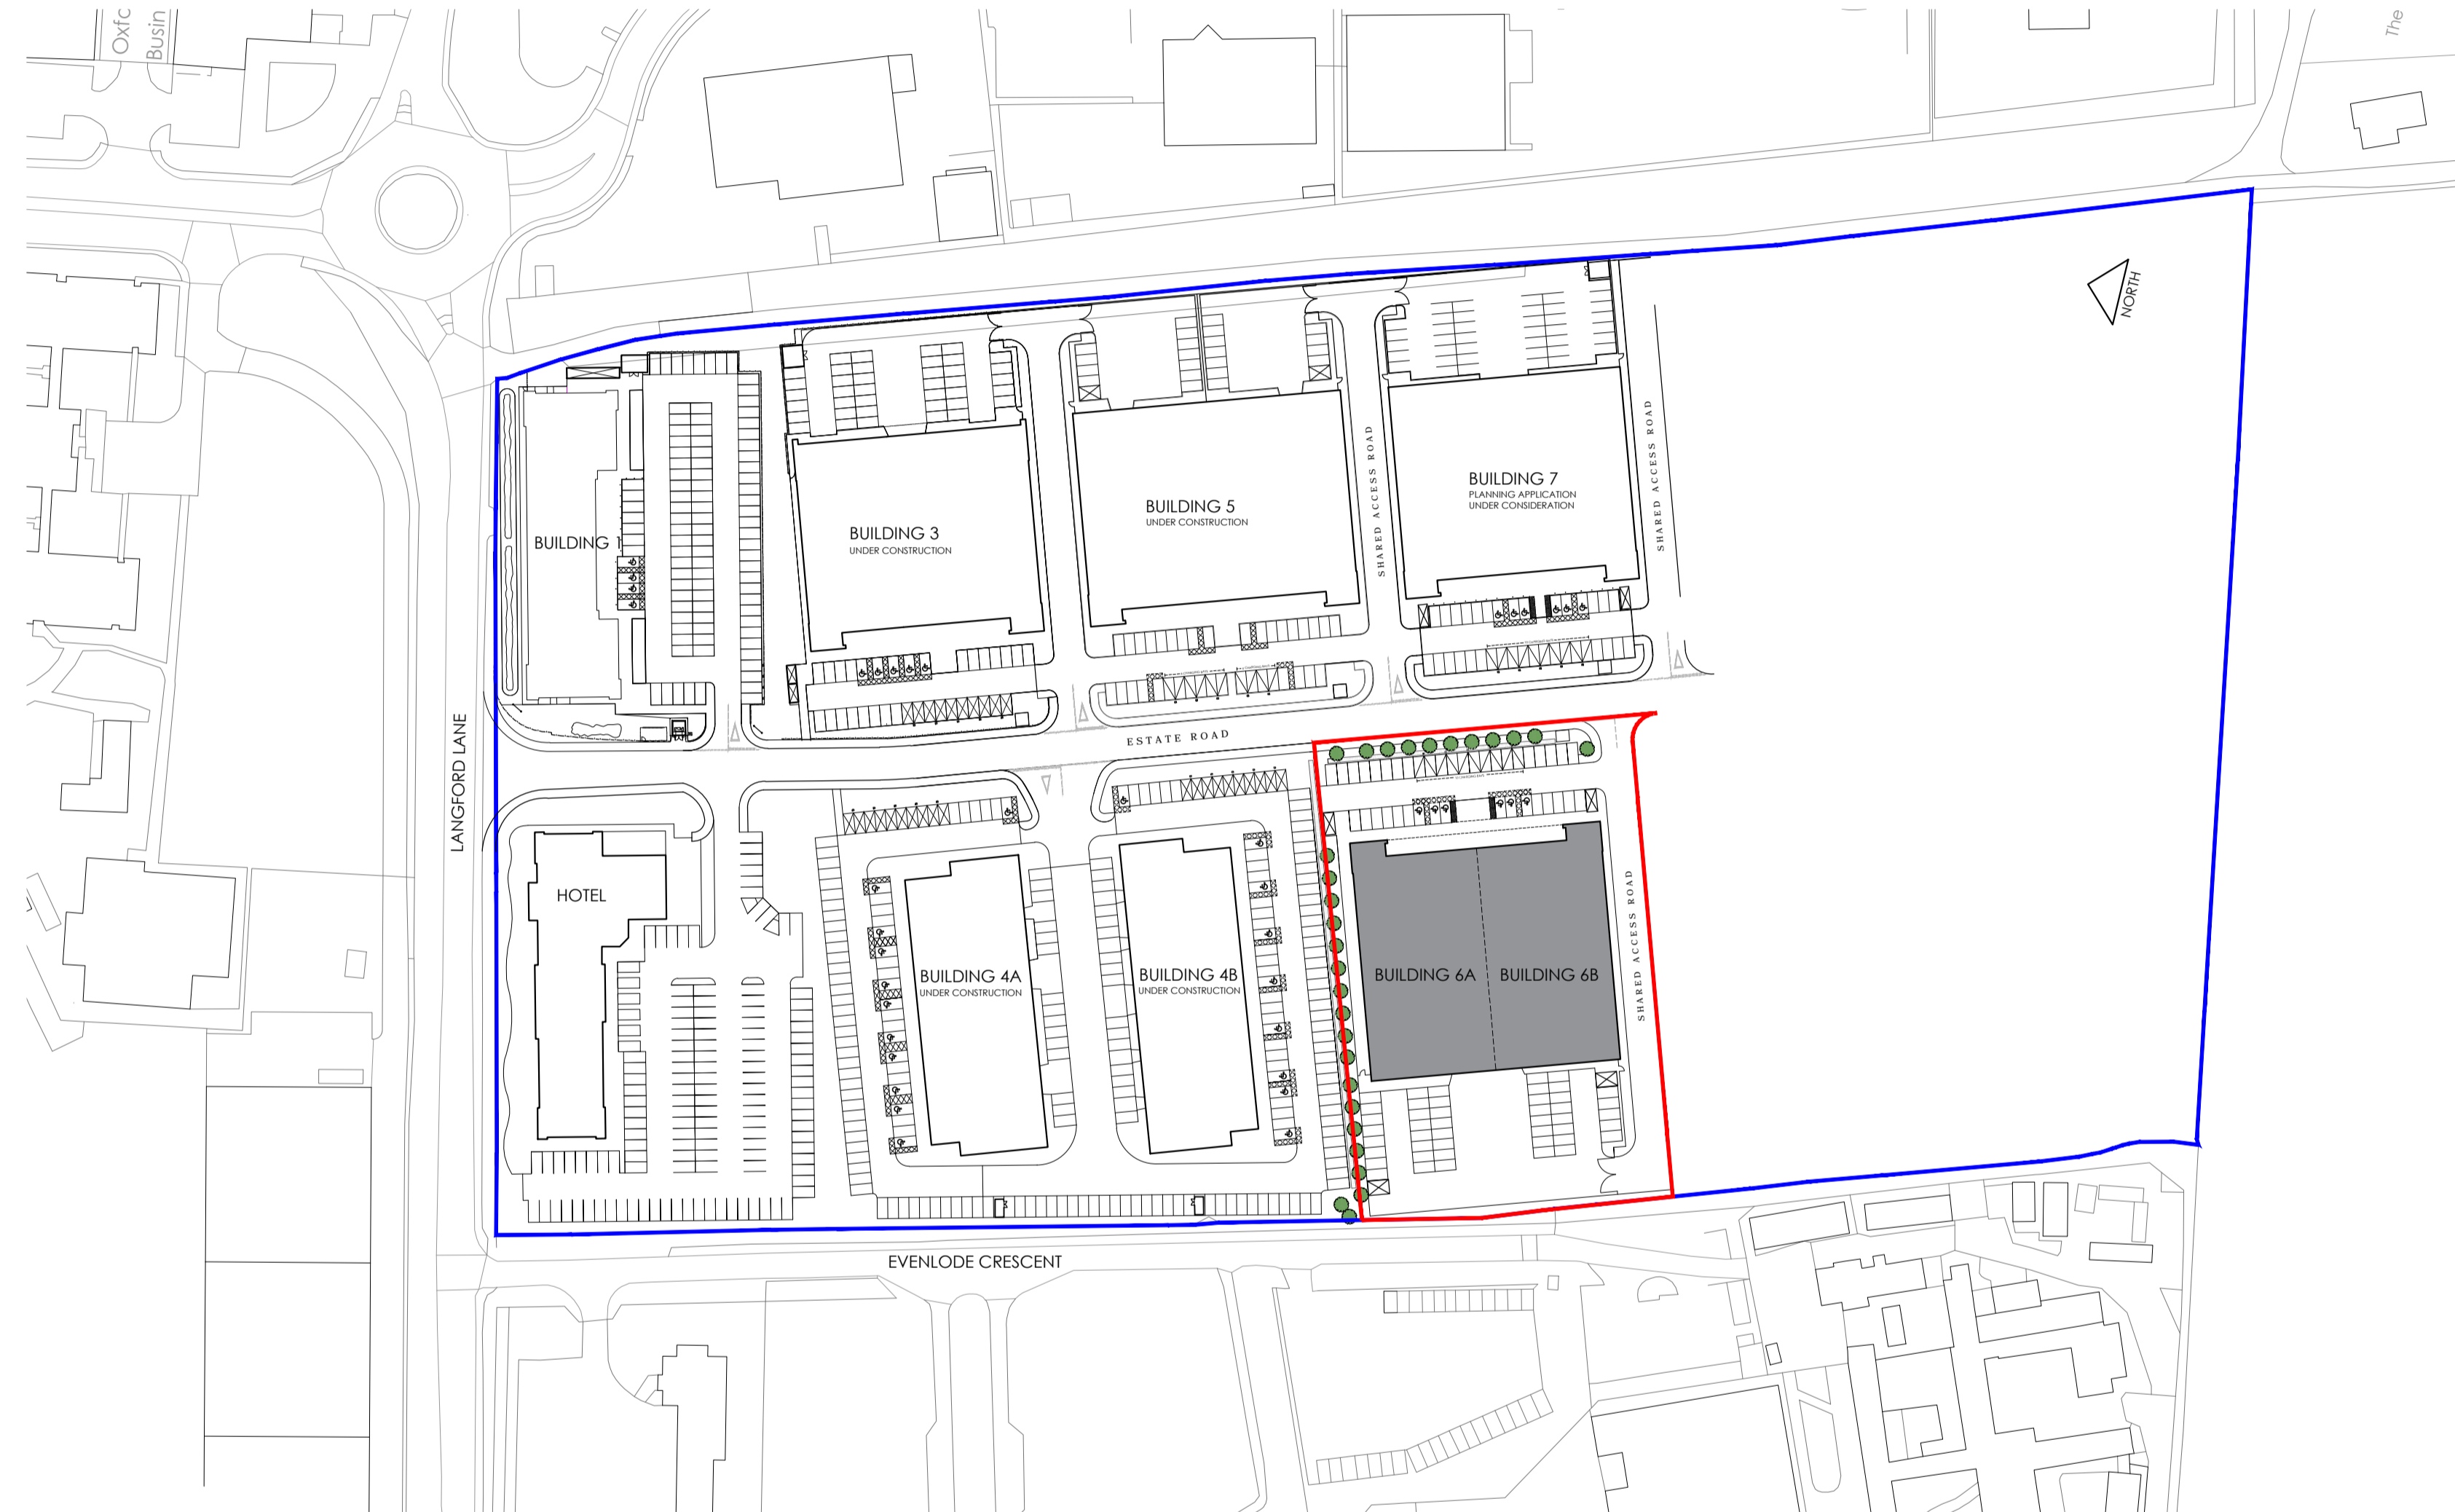 Oxfc
Busin
The
NORTH
BUILDING 1
BUILDING 3
UNDER CONSTRUCTION
BUILDING 5
UNDER CONSTRUCTION
SHARED ACCESS ROAD
BUILDING 7
PLANNING APPLICATION
UNDER CONSIDERATION
SHARED ACCESS ROAD
LANGFORD LANE
ESTATE ROAD
HOTEL
BUILDING 4A
UNDER CONSTRUCTION
BUILDING 4B
UNDER CONSTRUCTION
BUILDING 6A
BUILDING 6B
SHARED ACCESS ROAD
EVENLODE CRESCENT